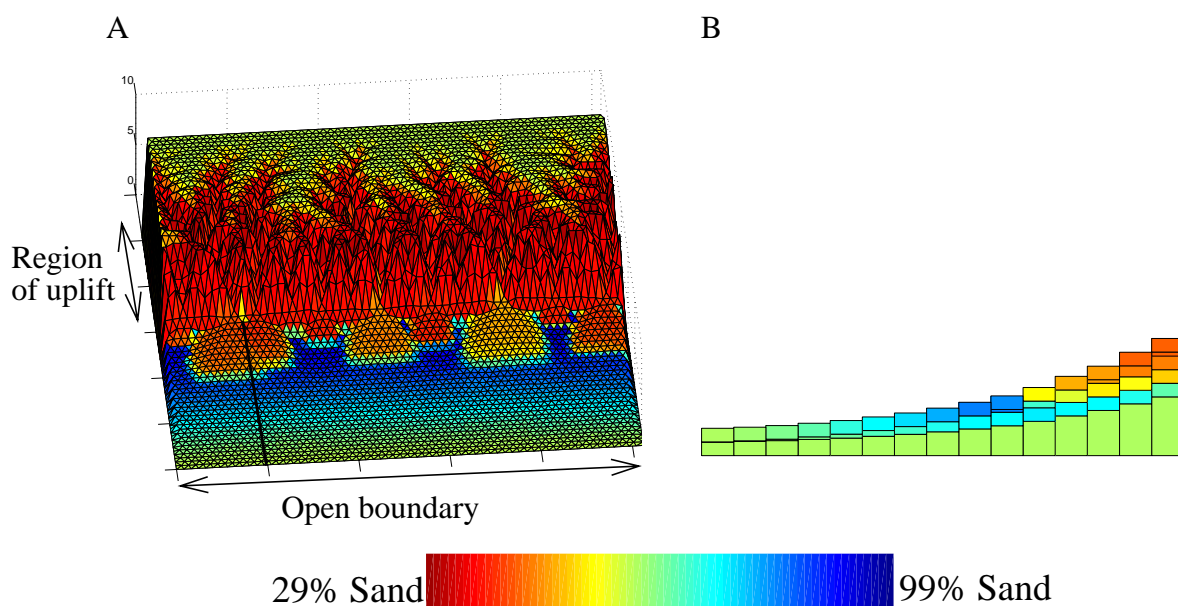 A
B
10
5
0
Region
of uplift
Open boundary
29% Sand
99% Sand